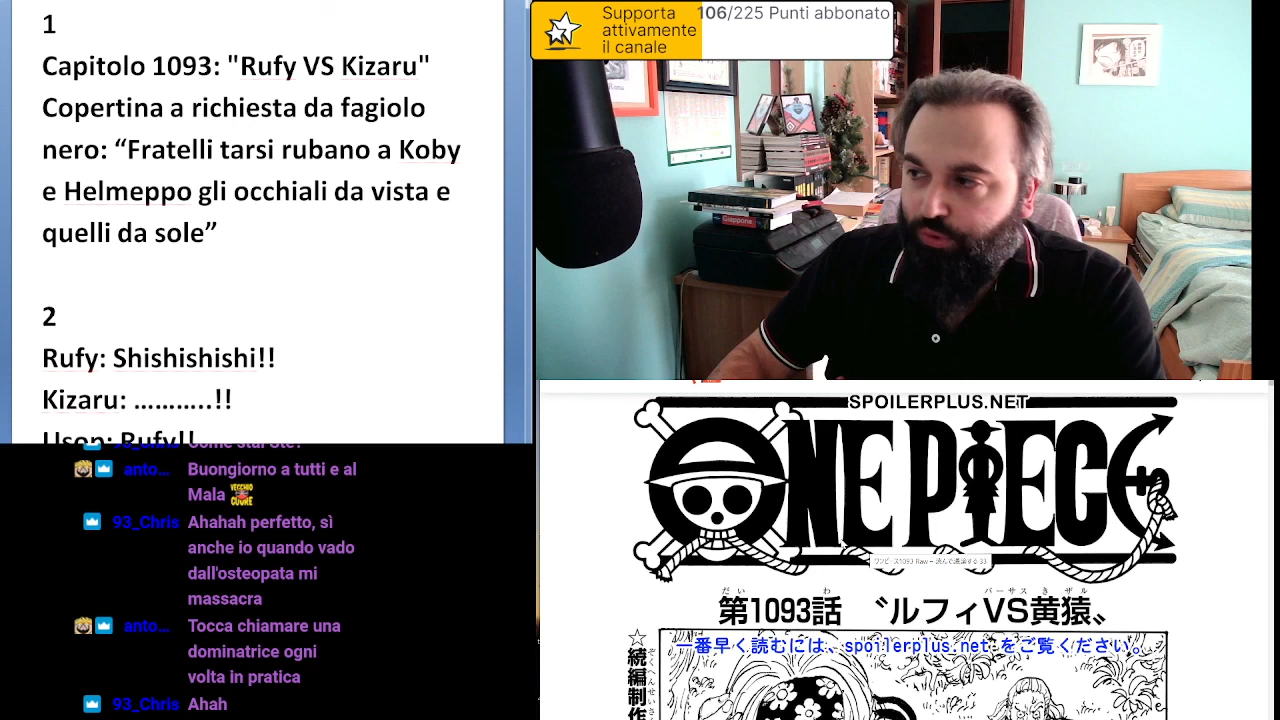 1
Capitolo 1093: "Rufy VS Kizaru"
Copertina a richiesta da fagiolo
nero: “Fratelli tarsi rubano a Koby
e Helmeppo gli occhiali da vista e
quelli da sole”
2
Rufy: Shishishishi!!
Kizaru: ………..!!
Usop: Rufy!!
Supporta
attivamente
il canale
106/225 Punti abbonato
Giappone
anto... Buongiorno a tutti e al
Mala VECCHIO CUORE
93_Chris Ahahah perfetto, sì
anche io quando vado
dall'osteopata mi
massacra
anto... Tocca chiamare una
dominatrice ogni
volta in pratica
93_Chris Ahah
SPOILERPLUS.NET
ONE PIECE
第1093話 〝ルフィVS黄猿〟
一番早く読むには、spoilerplus.net をご覧ください。
☆続編制作